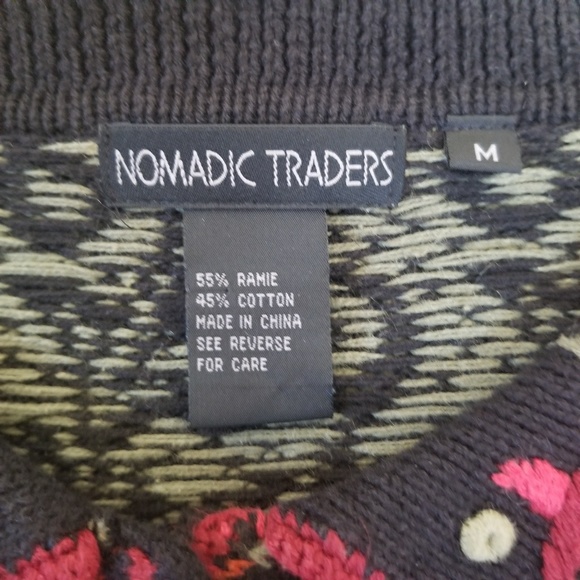 NOMADIC TRADERS
M
55% RAMIE
45% COTTON
MADE IN CHINA
SEE REVERSE
FOR CARE